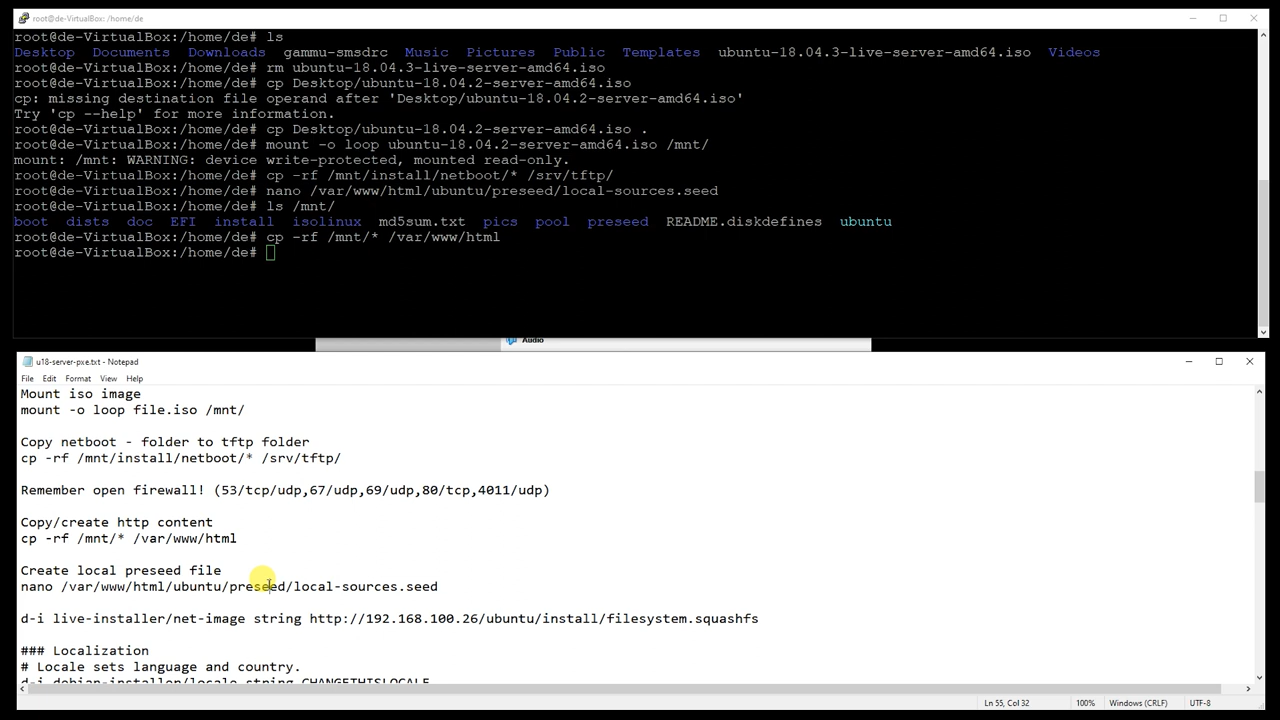 root@de-VirtualBox: /home/de
root@de-VirtualBox:/home/de# ls
Desktop Documents Downloads gammu-smsdrc Music Pictures Public Templates ubuntu-18.04.3-live-server-amd64.iso Videos
root@de-VirtualBox:/home/de# rm ubuntu-18.04.3-live-server-amd64.iso
root@de-VirtualBox:/home/de# cp Desktop/ubuntu-18.04.2-server-amd64.iso
cp: missing destination file operand after 'Desktop/ubuntu-18.04.2-server-amd64.iso'
Try 'cp --help' for more information.
root@de-VirtualBox:/home/de# cp Desktop/ubuntu-18.04.2-server-amd64.iso .
root@de-VirtualBox:/home/de# mount -o loop ubuntu-18.04.2-server-amd64.iso /mnt/
mount: /mnt: WARNING: device write-protected, mounted read-only.
root@de-VirtualBox:/home/de# cp -rf /mnt/install/netboot/* /srv/tftp/
root@de-VirtualBox:/home/de# nano /var/www/html/ubuntu/preseed/local-sources.seed
root@de-VirtualBox:/home/de# ls /mnt/
boot dists doc EFI install isolinux md5sum.txt pics pool preseed README.diskdefines ubuntu
root@de-VirtualBox:/home/de# cp -rf /mnt/* /var/www/html
root@de-VirtualBox:/home/de#
Audio
u18-server-pxe.txt - Notepad
File Edit Format View Help
Mount iso image
mount -o loop file.iso /mnt/
Copy netboot - folder to tftp folder
cp -rf /mnt/install/netboot/* /srv/tftp/
Remember open firewall! (53/tcp/udp,67/udp,69/udp,80/tcp,4011/udp)
Copy/create http content
cp -rf /mnt/* /var/www/html
Create local preseed file
nano /var/www/html/ubuntu/preseed/local-sources.seed
d-i live-installer/net-image string http://192.168.100.26/ubuntu/install/filesystem.squashfs
### Localization
# Locale sets language and country.
d-i debian-installer/locale string CHANGETHISLOCALE
Ln 55, Col 32 100% Windows (CRLF) UTF-8